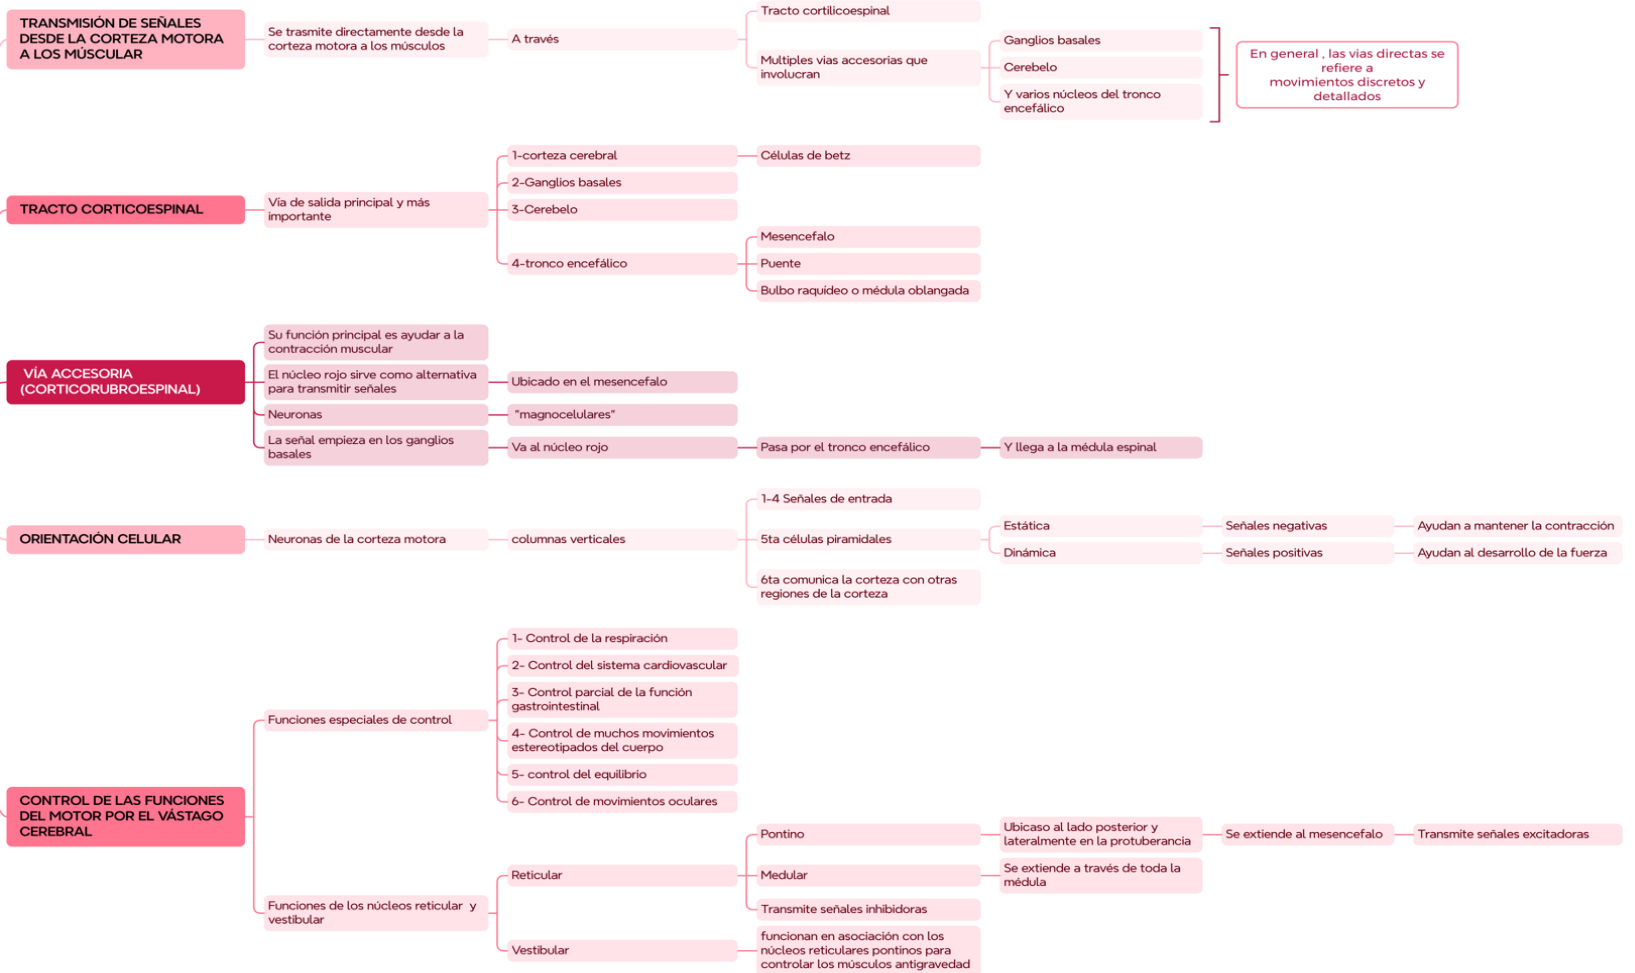 TRANSMISIÓN DE SEÑALES
DESDE LA CORTEZA MOTORA
A LOS MÚSCULAR
Se trasmite directamente desde la
corteza motora a los músculos
A través
Tracto cortilicoespinal
Multiples vias accesorias que
involucran
Ganglios basales
Cerebelo
Y varios núcleos del tronco
encefálico
En general , las vias directas se
refiere a
movimientos discretos y
detallados
TRACTO CORTICOESPINAL
Vía de salida principal y más
importante
1-corteza cerebral
Células de betz
2-Ganglios basales
3-Cerebelo
4-tronco encefálico
Mesencefalo
Puente
Bulbo raquídeo o médula oblangada
VÍA ACCESORIA
(CORTICORUBROESPINAL)
Su función principal es ayudar a la
contracción muscular
El núcleo rojo sirve como alternativa
para transmitir señales
Ubicado en el mesencefalo
Neuronas
"magnocelulares"
La señal empieza en los ganglios
basales
Va al núcleo rojo
Pasa por el tronco encefálico
Y llega a la médula espinal
ORIENTACIÓN CELULAR
Neuronas de la corteza motora
columnas verticales
1-4 Señales de entrada
5ta células piramidales
Estática
Señales negativas
Ayudan a mantener la contracción
Dinámica
Señales positivas
Ayudan al desarrollo de la fuerza
6ta comunica la corteza con otras
regiones de la corteza
CONTROL DE LAS FUNCIONES
DEL MOTOR POR EL VÁSTAGO
CEREBRAL
Funciones especiales de control
1- Control de la respiración
2- Control del sistema cardiovascular
3- Control parcial de la función
gastrointestinal
4- Control de muchos movimientos
estereotipados del cuerpo
5- control del equilibrio
6- Control de movimientos oculares
Funciones de los núcleos reticular y
vestibular
Reticular
Pontino
Ubicaso al lado posterior y
lateralmente en la protuberancia
Se extiende al mesencefalo
Transmite señales excitadoras
Medular
Se extiende a través de toda la
médula
Transmite señales inhibidoras
Vestibular
funcionan en asociación con los
núcleos reticulares pontinos para
controlar los músculos antigravedad